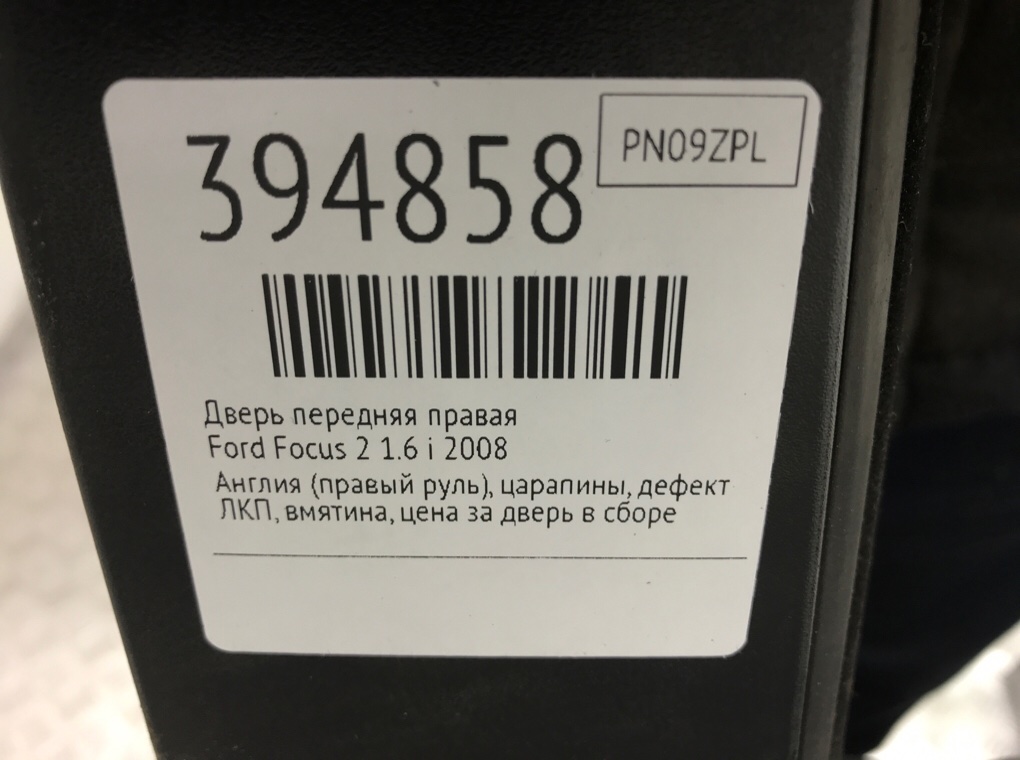 394858
PN09ZPL
Дверь передняя правая
Ford Focus 2 1.6 i 2008
Англия (правый руль), царапины, дефект
ЛКП, вмятина, цена за дверь в сборе